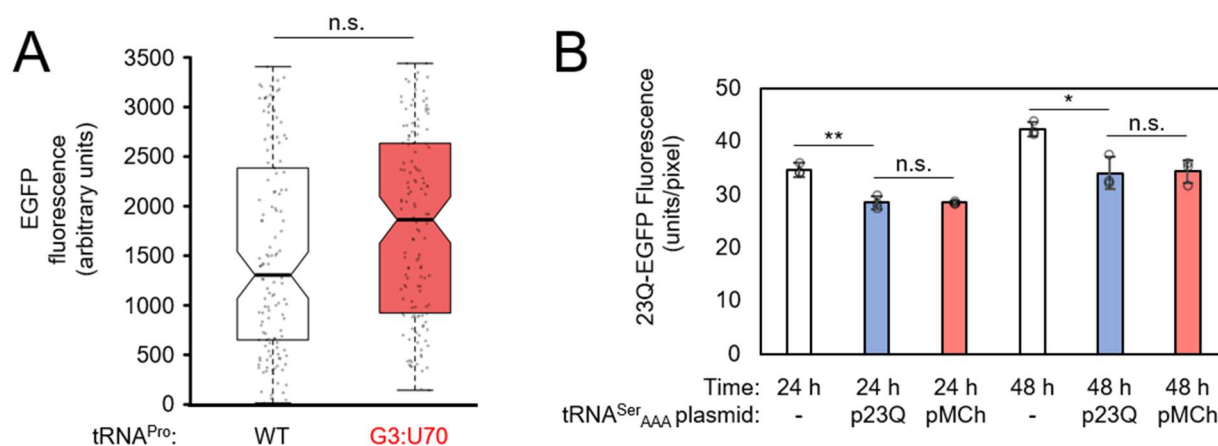 A
n.s.
EGFP
fluorescence
(arbitrary units)
3500
3000
2500
2000
1500
1000
500
0
tRNAPro: WT G3:U70
B
23Q-EGFP Fluorescence
(units/pixel)
50
40
30
20
10
0
** n.s. * n.s.
Time: 24 h 24 h 24 h 48 h 48 h 48 h
tRNASerAAA plasmid: - p23Q pMCh - p23Q pMCh